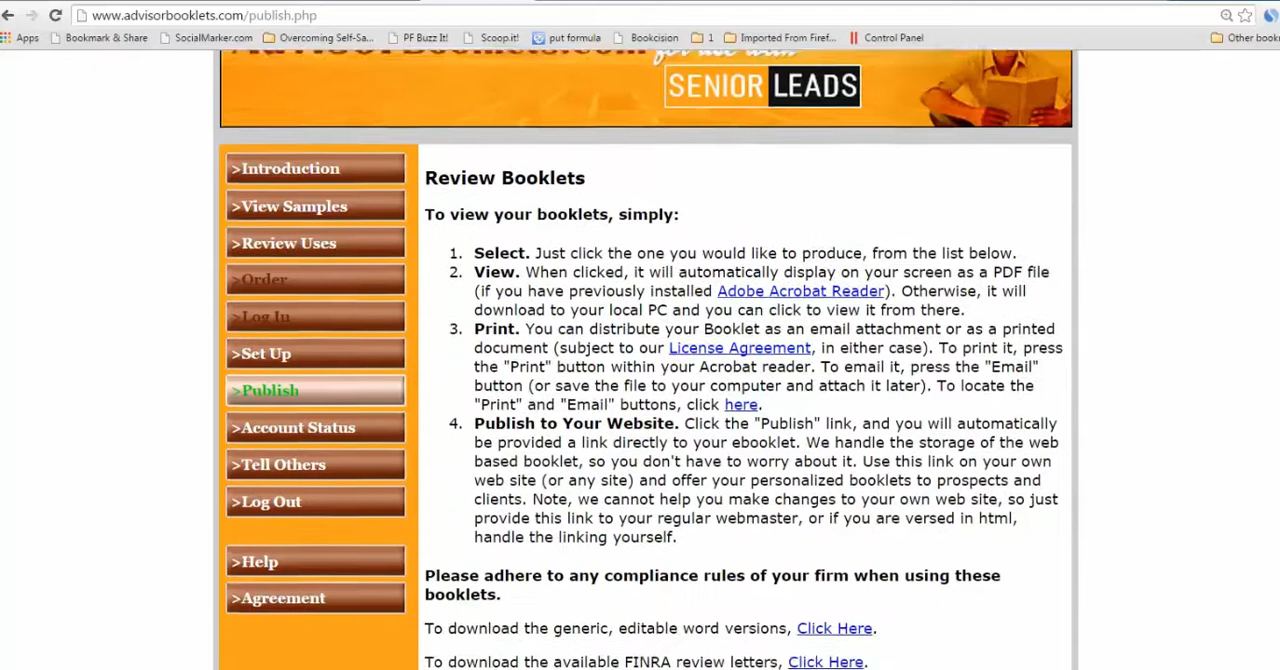 www.advisorbooklets.com/publish.php
Apps Bookmark & Share SocialMarker.com Overcoming Self-Sa... PF Buzz It! Scoop.it! put formula Bookcision 1 Imported From Firef... Control Panel Other book
AdvisorBooklets.com for use with
SENIOR LEADS
>Introduction
>View Samples
>Review Uses
>Order
>Log In
>Set Up
>Publish
>Account Status
>Tell Others
>Log Out
>Help
>Agreement
Review Booklets
To view your booklets, simply:
1. Select. Just click the one you would like to produce, from the list below.
2. View. When clicked, it will automatically display on your screen as a PDF file
(if you have previously installed Adobe Acrobat Reader). Otherwise, it will
download to your local PC and you can click to view it from there.
3. Print. You can distribute your Booklet as an email attachment or as a printed
document (subject to our License Agreement, in either case). To print it, press
the "Print" button within your Acrobat reader. To email it, press the "Email"
button (or save the file to your computer and attach it later). To locate the
"Print" and "Email" buttons, click here.
4. Publish to Your Website. Click the "Publish" link, and you will automatically
be provided a link directly to your ebooklet. We handle the storage of the web
based booklet, so you don't have to worry about it. Use this link on your own
web site (or any site) and offer your personalized booklets to prospects and
clients. Note, we cannot help you make changes to your own web site, so just
provide this link to your regular webmaster, or if you are versed in html,
handle the linking yourself.
Please adhere to any compliance rules of your firm when using these
booklets.
To download the generic, editable word versions, Click Here.
To download the available FINRA review letters, Click Here.